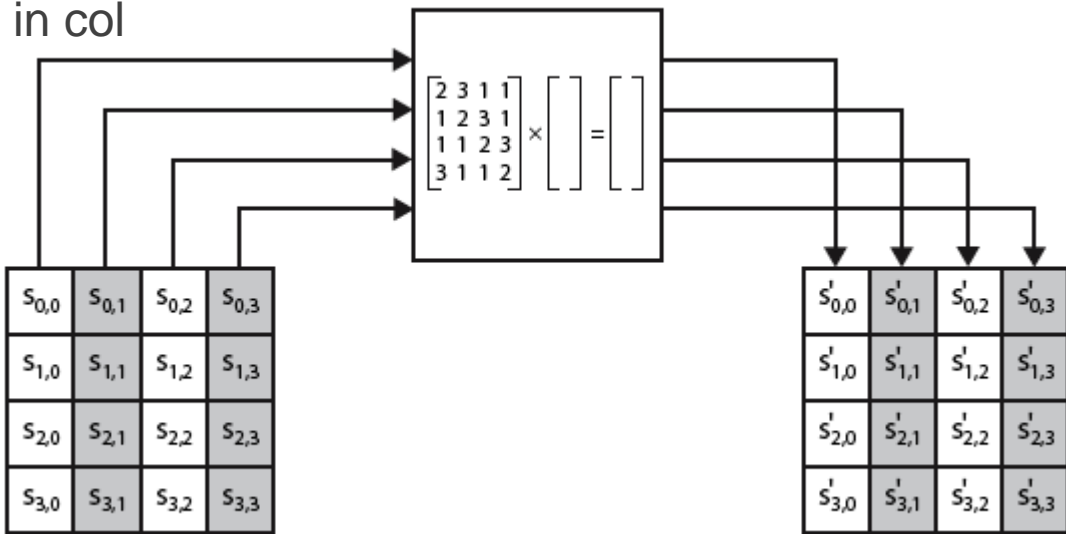 in col
2 3 1 1
1 2 3 1
1 1 2 3
3 1 1 2
× =
S0,0 S0,1 S0,2 S0,3
S1,0 S1,1 S1,2 S1,3
S2,0 S2,1 S2,2 S2,3
S3,0 S3,1 S3,2 S3,3
S'0,0 S'0,1 S'0,2 S'0,3
S'1,0 S'1,1 S'1,2 S'1,3
S'2,0 S'2,1 S'2,2 S'2,3
S'3,0 S'3,1 S'3,2 S'3,3